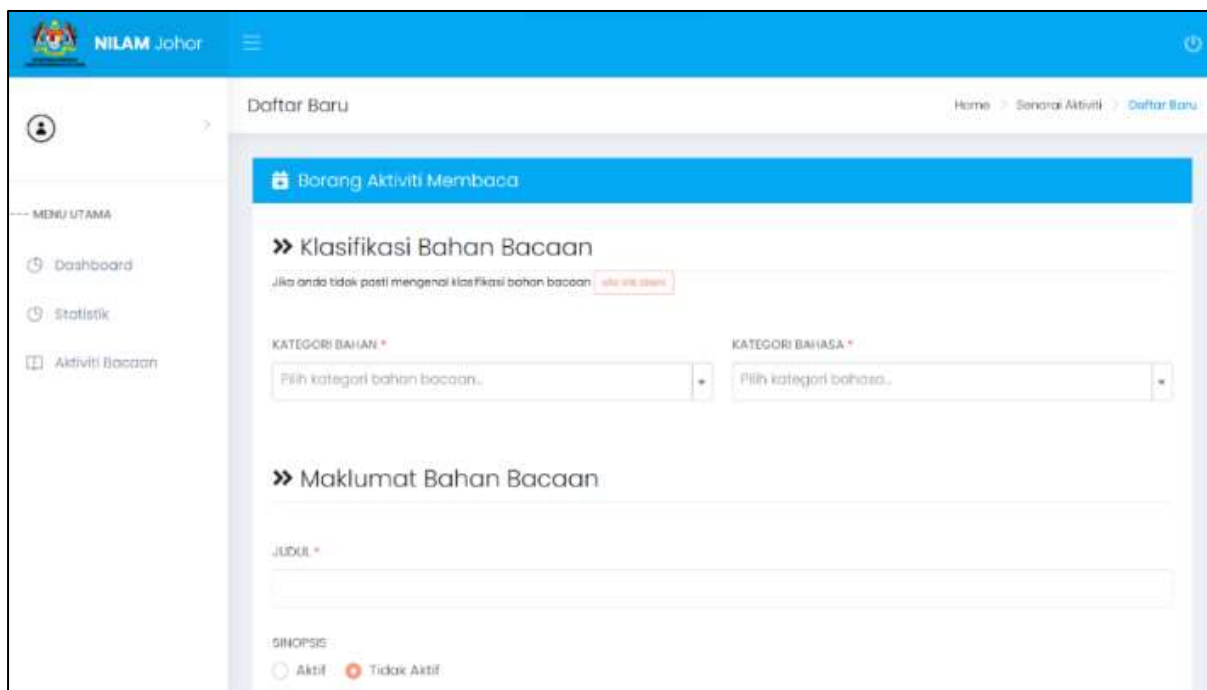 NILAM Johor
Daftar Baru
Home > Senarai Aktiviti > Daftar Baru
Borang Aktiviti Membaca
--- MENU UTAMA
Dashboard
Statistik
Aktiviti Bacaan
Klasifikasi Bahan Bacaan
Jika anda tidak pasti mengenai klasifikasi bahan bacaan
KATEGORI BAHAN *
KATEGORI BAHASA *
Pilih kategori bahan bacaan..
Pilih kategori bahasa..
Maklumat Bahan Bacaan
JUDUL *
SINOPSIS
Aktif Tidak Aktif